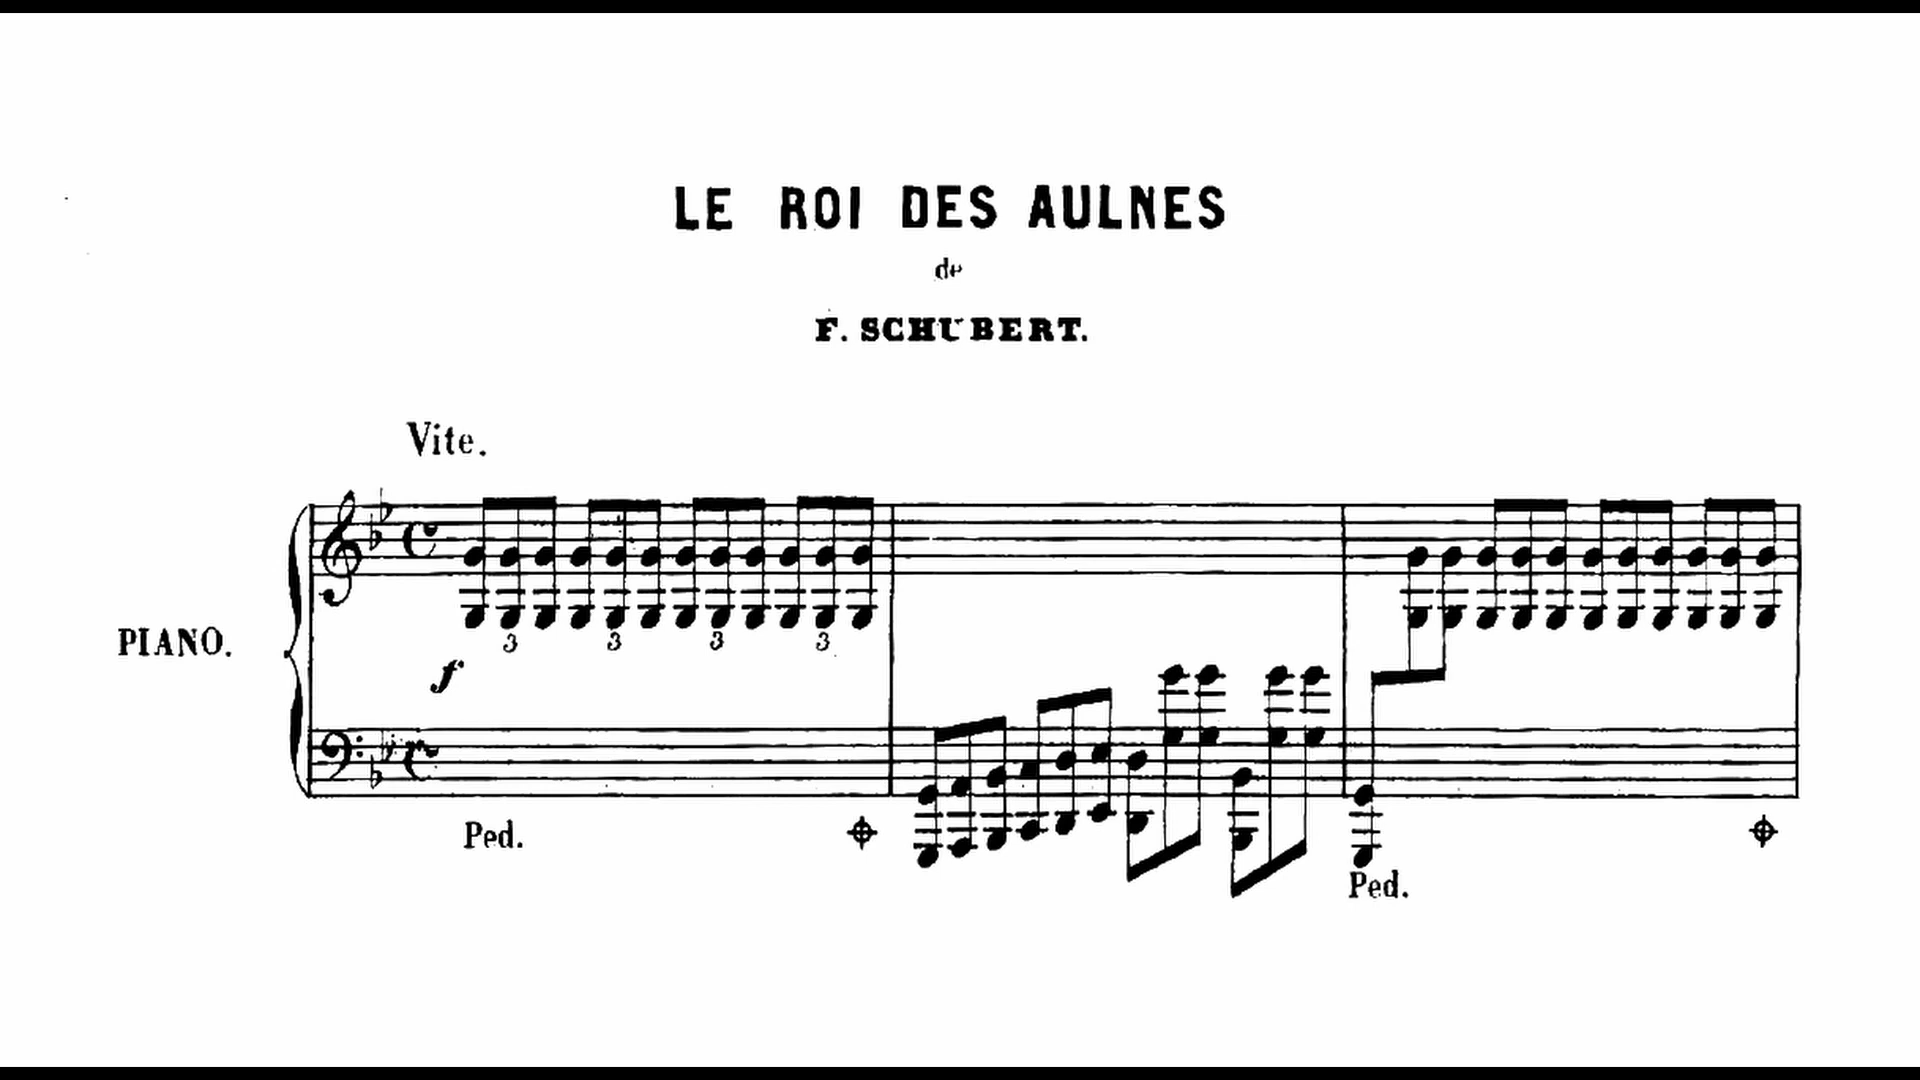 LE ROI DES AULNES
de
F. SCHUBERT.
Vite.
PIANO.
3 3 3 3
f
Ped.
Ped.